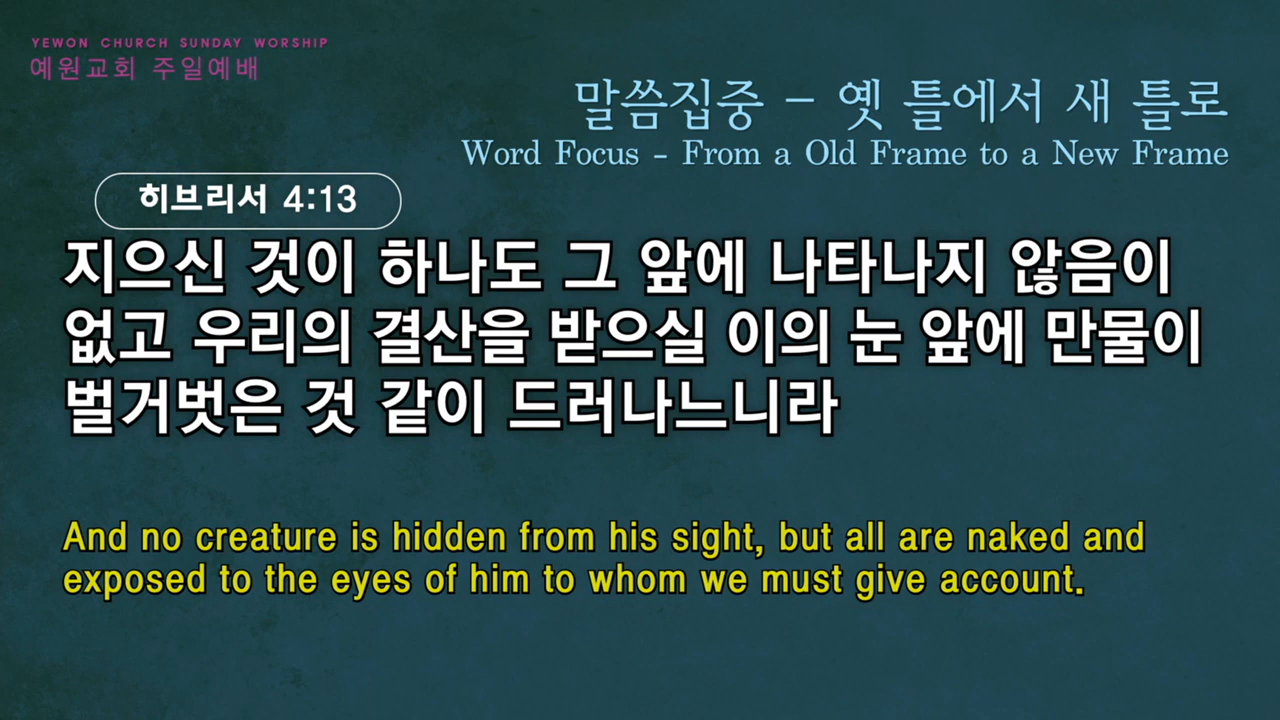 YEWON CHURCH SUNDAY WORSHIP
예원교회 주일예배
말씀집중 - 옛 틀에서 새 틀로
Word Focus - From a Old Frame to a New Frame
히브리서 4:13
지으신 것이 하나도 그 앞에 나타나지 않음이
없고 우리의 결산을 받으실 이의 눈 앞에 만물이
벌거벗은 것 같이 드러나느니라
And no creature is hidden from his sight, but all are naked and
exposed to the eyes of him to whom we must give account.